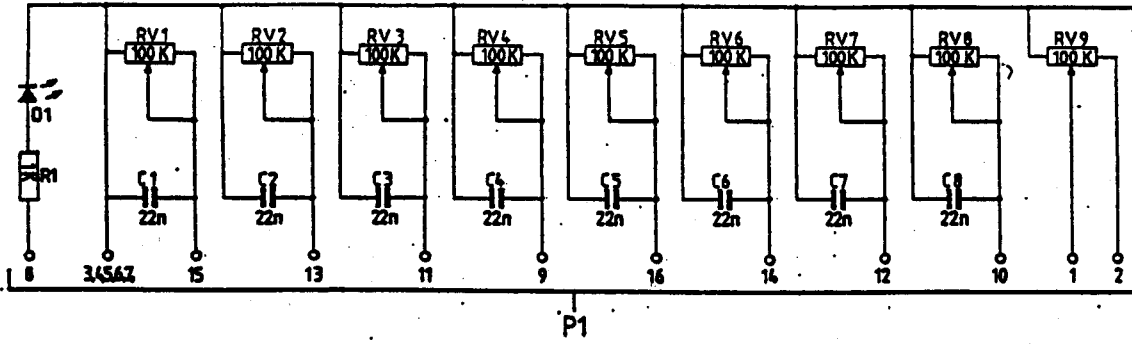 RV1 RV2 RV3 RV4 RV5 RV6 RV7 RV8 RV9
100K 100K 100K 100K 100K 100K 100K 100K 100K
D1
R1 C1 C2 C3 C4 C5 C6 C7 C8
1K
22n 22n 22n 22n 22n 22n 22n 22n
8 3,4,5,6,7, 15 13 11 9 16 14 12 10 1 2
P1